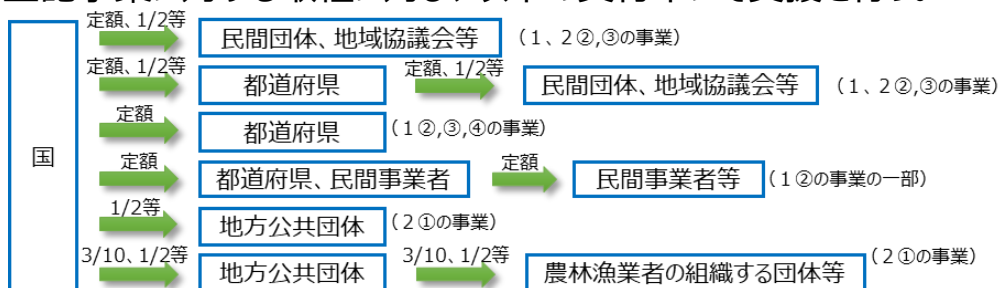 定額、1/2等
民間団体、地域協議会等 (1、2②,③の事業)
定額、1/2等 定額、1/2等
都道府県 民間団体、地域協議会等 (1、2②,③の事業)
定額
都道府県 (1②,③,④の事業)
国
定額 定額
都道府県、民間事業者 民間事業者等 (1②の事業の一部)
1/2等
地方公共団体 (2①の事業)
3/10、1/2等 3/10、1/2等
地方公共団体 農林漁業者の組織する団体等 (2①の事業)